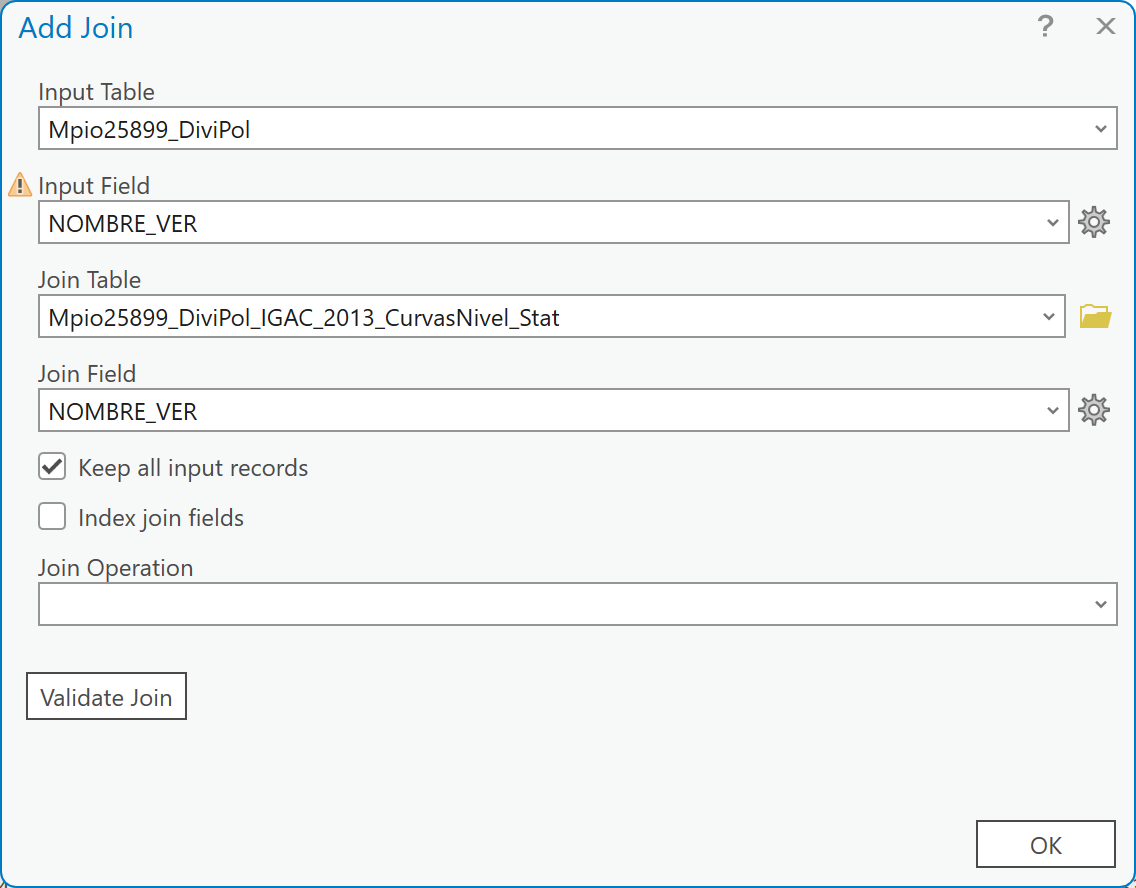 Add Join
?
Input Table
Mpio25899_DiviPol
Input Field
NOMBRE_VER
Join Table
Mpio25899_DiviPol_IGAC_2013_CurvasNivel_Stat
Join Field
NOMBRE_VER
Keep all input records
Index join fields
Join Operation
Validate Join
OK